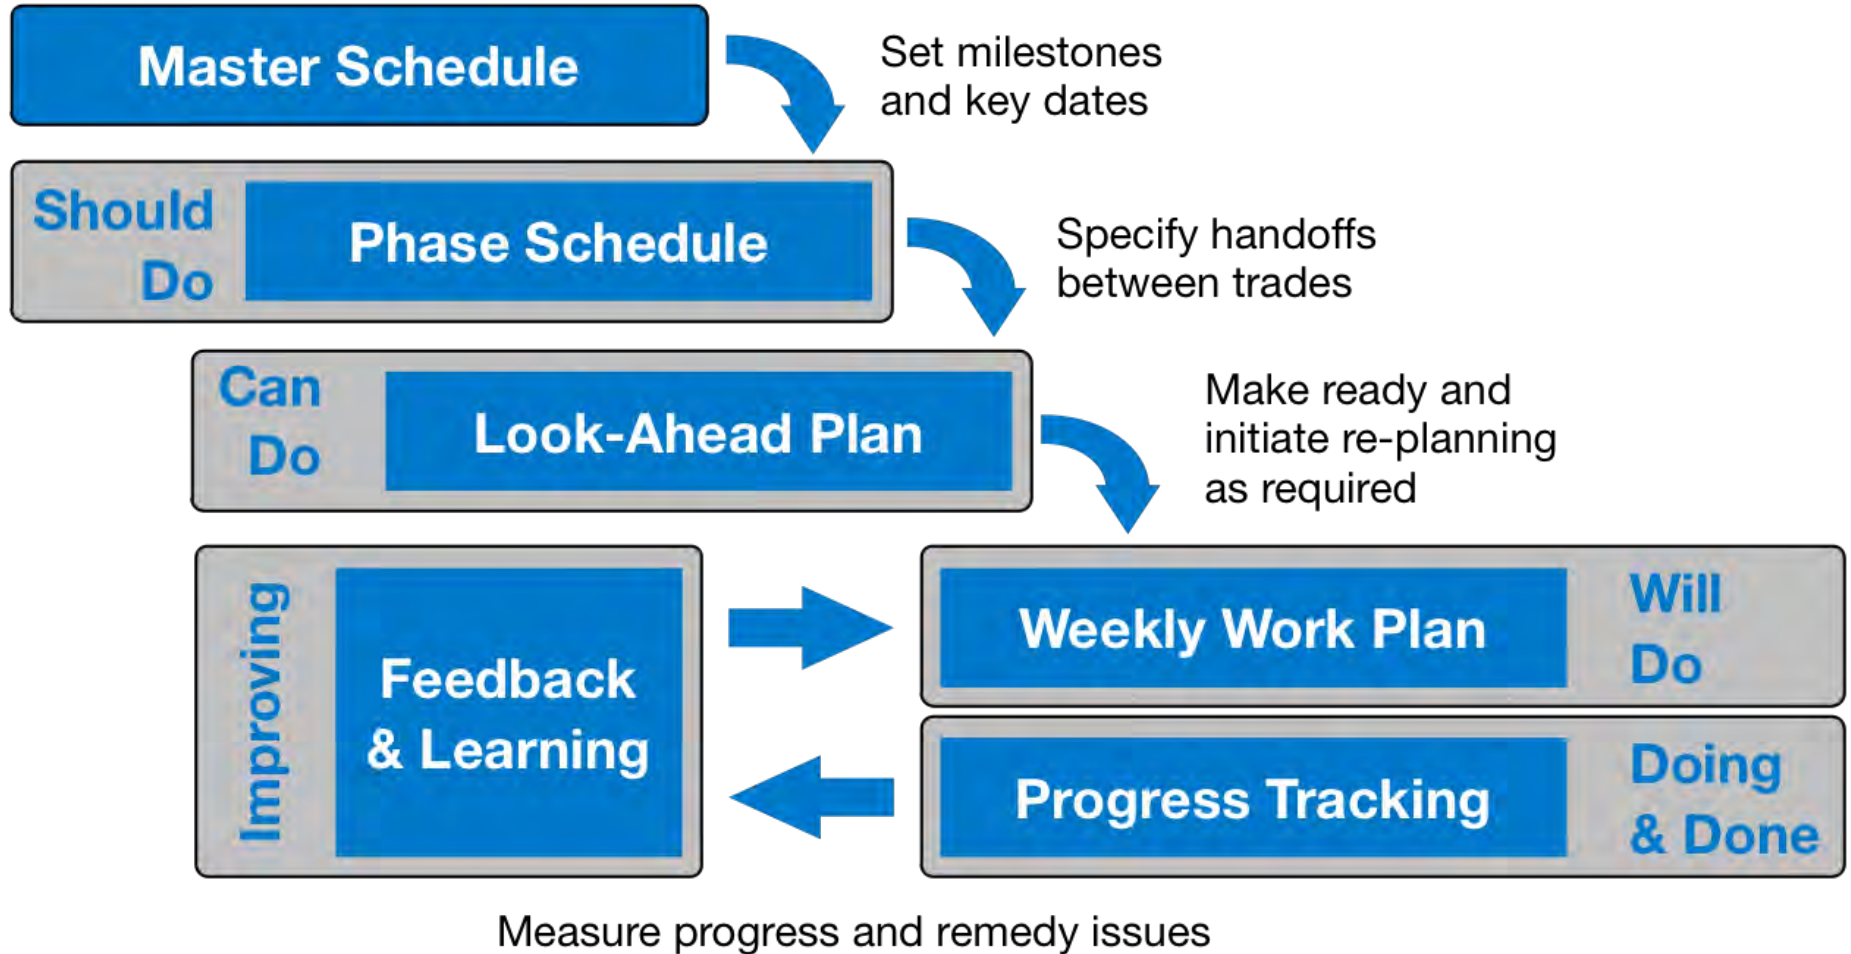 Master Schedule
Set milestones
and key dates
Should
Do
Phase Schedule
Specify handoffs
between trades
Can
Do
Look-Ahead Plan
Make ready and
initiate re-planning
as required
Improving
Feedback
& Learning
Weekly Work Plan
Will
Do
Progress Tracking
Doing
& Done
Measure progress and remedy issues